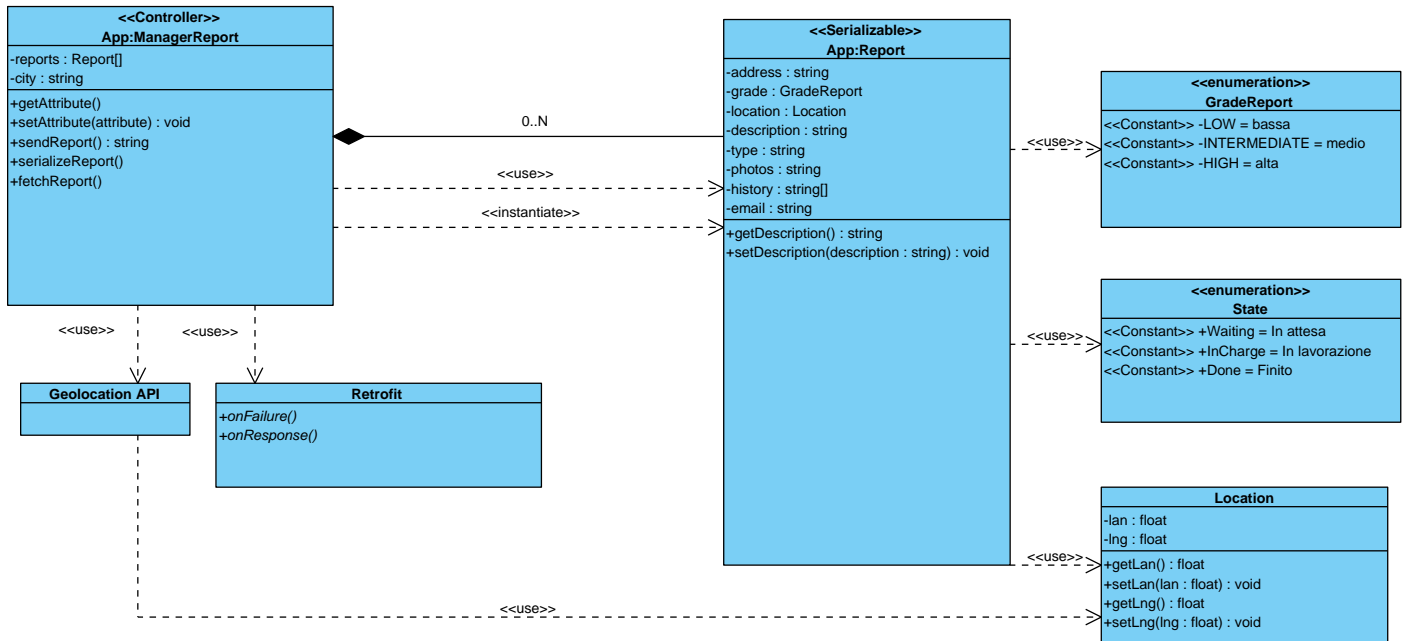 <<Controller>>
App:ManagerReport
-reports : Report[]
-city : string
+getAttribute()
+setAttribute(attribute) : void
+sendReport() : string
+serializeReport()
+fetchReport()
0..N
<<use>>
<<instantiate>>
<<Serializable>>
App:Report
-address : string
-grade : GradeReport
-location : Location
-description : string
-type : string
-photos : string
-history : string[]
-email : string
+getDescription() : string
+setDescription(description : string) : void
<<use>>
<<enumeration>>
GradeReport
<<Constant>> -LOW = bassa
<<Constant>> -INTERMEDIATE = medio
<<Constant>> -HIGH = alta
<<use>>
<<enumeration>>
State
<<Constant>> +Waiting = In attesa
<<Constant>> +InCharge = In lavorazione
<<Constant>> +Done = Finito
<<use>>
<<use>>
Geolocation API
Retrofit
+onFailure()
+onResponse()
<<use>>
Location
-lan : float
-lng : float
+getLan() : float
+setLan(lan : float) : void
+getLng() : float
+setLng(lng : float) : void
<<use>>